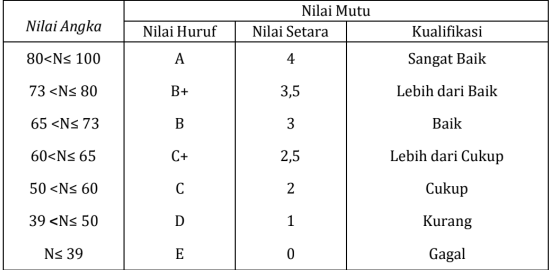 Nilai Angka Nilai Mutu
Nilai Huruf Nilai Setara Kualifikasi
80<N≤ 100 A 4 Sangat Baik
73 <N≤ 80 B+ 3,5 Lebih dari Baik
65 <N≤ 73 B 3 Baik
60<N≤ 65 C+ 2,5 Lebih dari Cukup
50 <N≤ 60 C 2 Cukup
39 <N≤ 50 D 1 Kurang
N≤ 39 E 0 Gagal